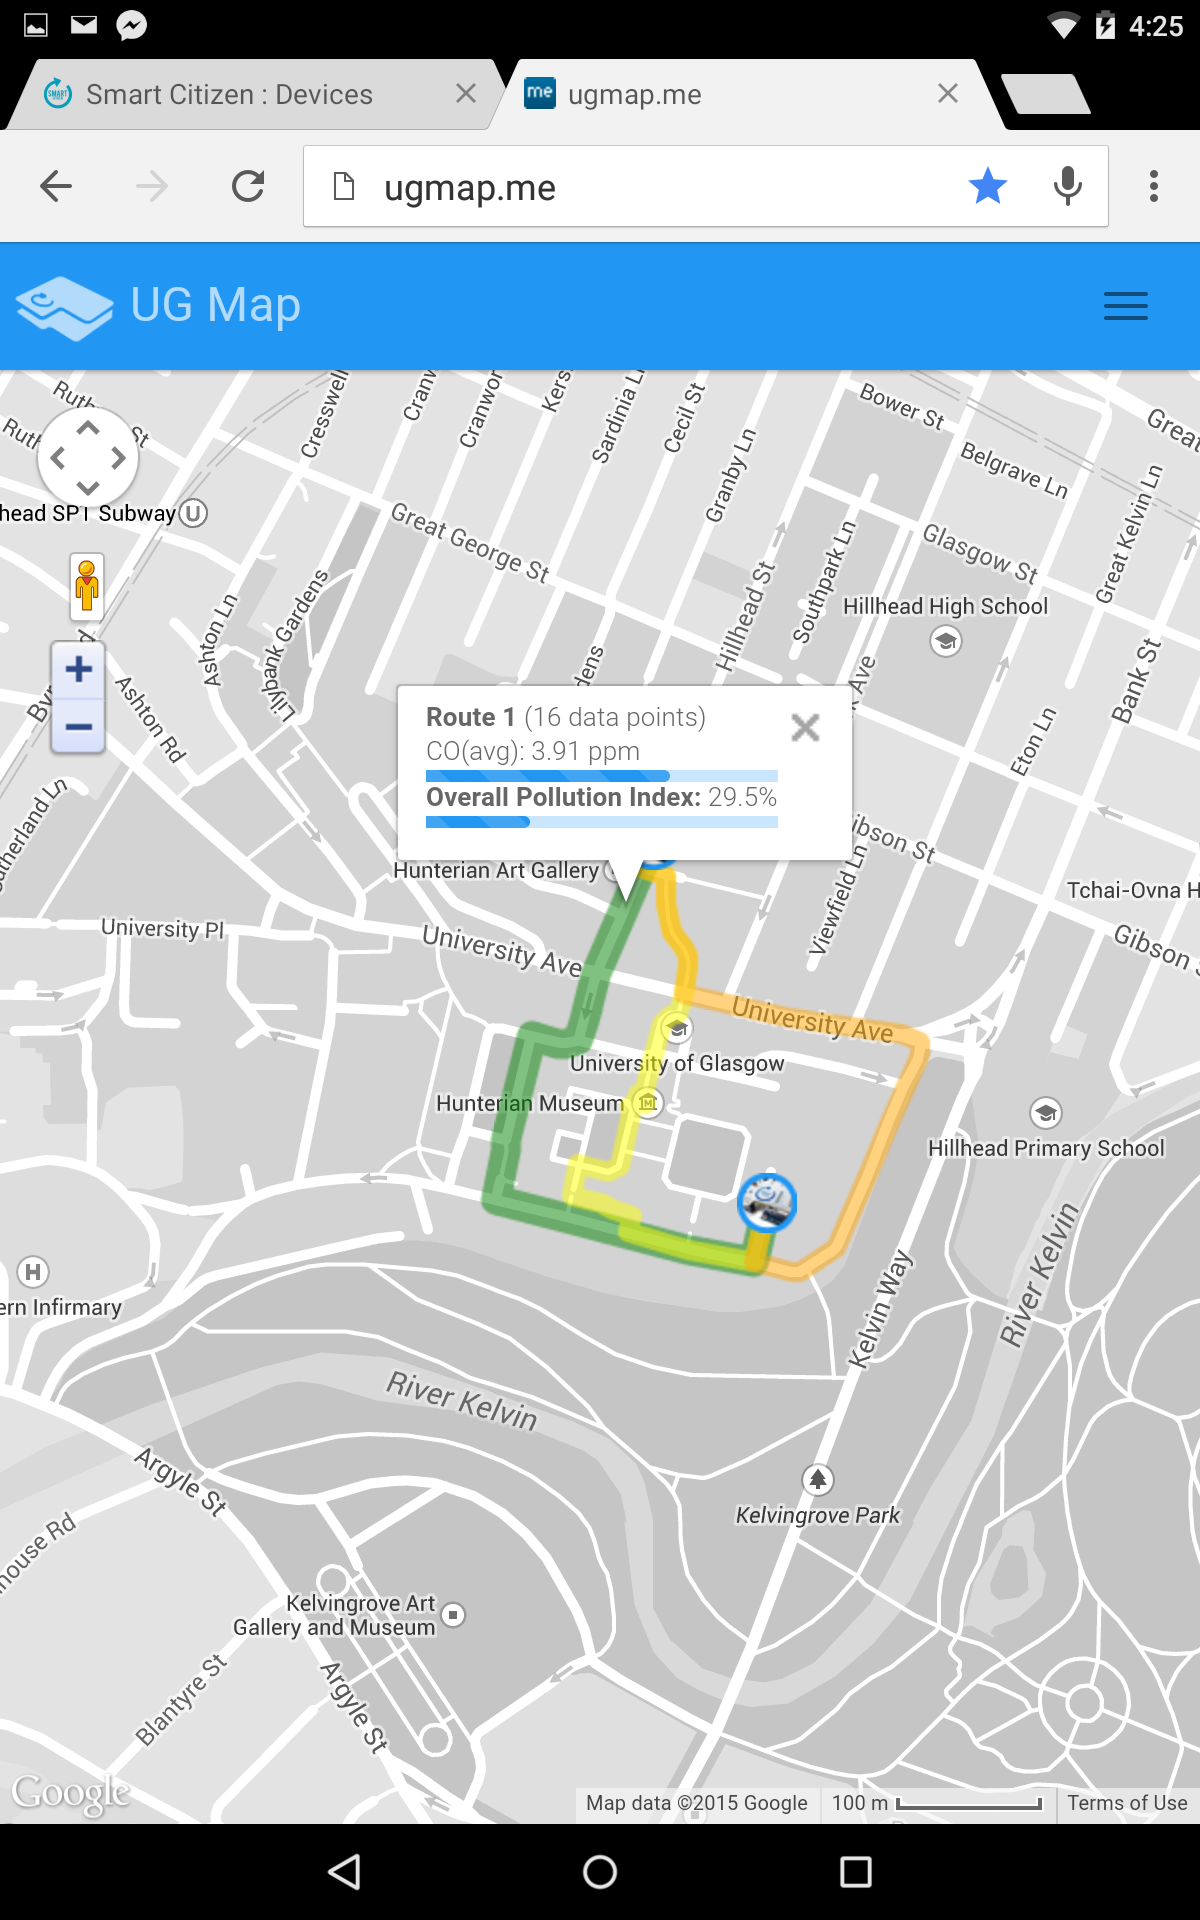 4:25
Smart Citizen : Devices
me
ugmap.me
ugmap.me
UG Map
Cresswell
Cranw
Cranwor
Kers
Sardinia Ln
Cecil St
Granby Ln
Bower St
Belgrave Ln
Great
Great Kelvin Ln
Ruth
St
Ruth
head SPT Subway
U
Great George St
Glasgow St
Southpark Ln
Hillhead St
Hillhead High School
Ashton Ln
Lilybank Gardens
dens
Ave
Bank St
Eton Ln
+
−
Ashton Rd
Route 1 (16 data points)
CO(avg): 3.91 ppm
Overall Pollution Index: 29.5%
Gibson St
Viewfield Ln
Hunterian Art Gallery
Tchai-Ovna H
utherland Ln
University Pl
University Ave
Gibson S
University Ave
University of Glasgow
Hunterian Museum
Hillhead Primary School
H
ern Infirmary
Kelvin Way
River Kelvin
River Kelvin
Argyle St
Kelvingrove Park
house Rd
Kelvingrove Art
Gallery and Museum
Blantyre St
Argyle St
Google
Map data ©2015 Google
100 m
Terms of Use